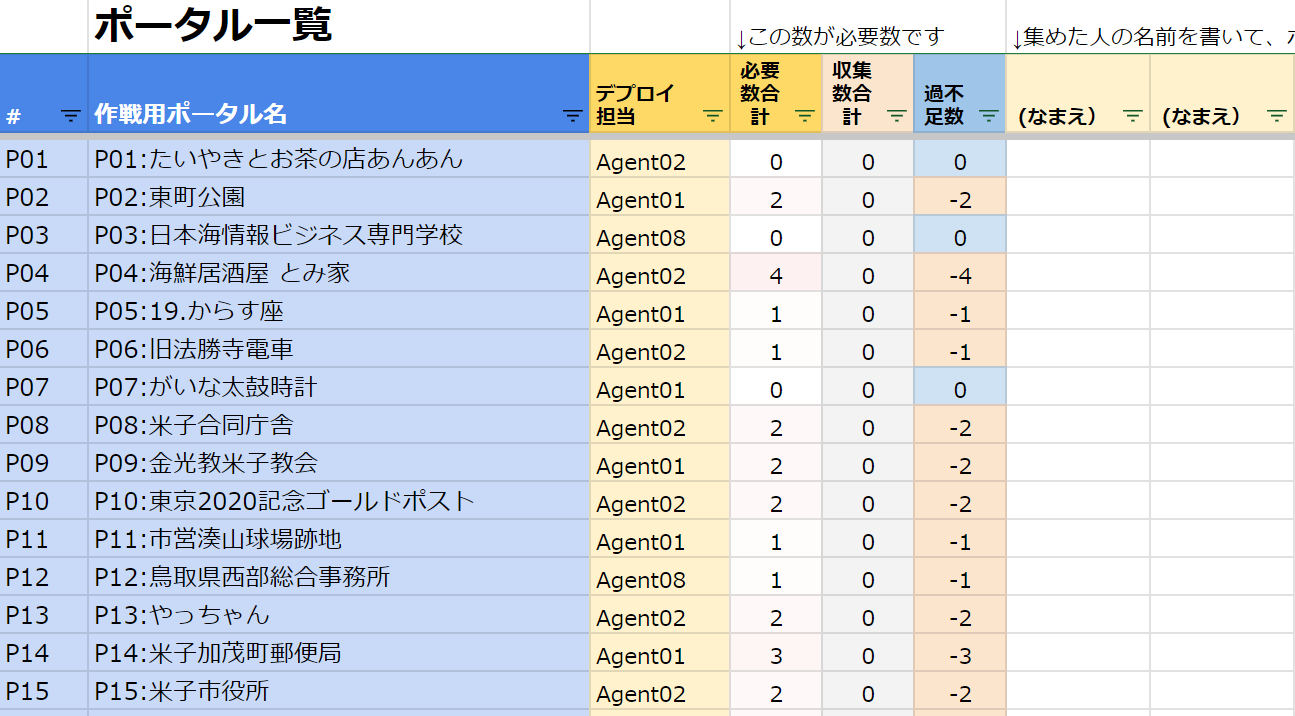 ポータル一覧
↓この数が必要数です ↓集めた人の名前を書いて、
# 作戦用ポータル名 デプロイ担当 必要数合計 収集数合計 過不足数 (なまえ) (なまえ)
P01 P01:たいやきとお茶の店あんあん Agent02 0 0 0
P02 P02:東町公園 Agent01 2 0 -2
P03 P03:日本海情報ビジネス専門学校 Agent08 0 0 0
P04 P04:海鮮居酒屋 とみ家 Agent02 4 0 -4
P05 P05:19.からす座 Agent01 1 0 -1
P06 P06:旧法勝寺電車 Agent02 1 0 -1
P07 P07:がいな太鼓時計 Agent01 0 0 0
P08 P08:米子合同庁舎 Agent02 2 0 -2
P09 P09:金光教米子教会 Agent01 2 0 -2
P10 P10:東京2020記念ゴールドポスト Agent02 2 0 -2
P11 P11:市営湊山球場跡地 Agent01 1 0 -1
P12 P12:鳥取県西部総合事務所 Agent08 1 0 -1
P13 P13:やっちゃん Agent02 2 0 -2
P14 P14:米子加茂町郵便局 Agent01 3 0 -3
P15 P15:米子市役所 Agent02 2 0 -2